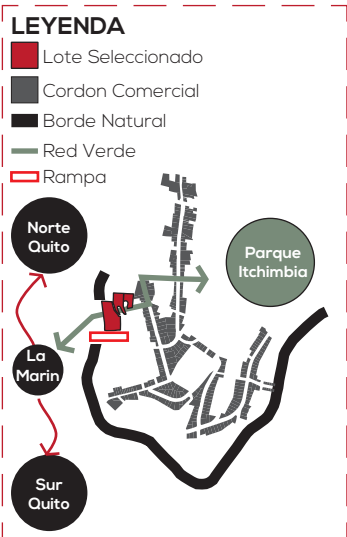 LEYENDA
Lote Seleccionado
Cordon Comercial
Borde Natural
Red Verde
Rampa
Norte
Quito
Parque
Itchimbia
La
Marin
Sur
Quito